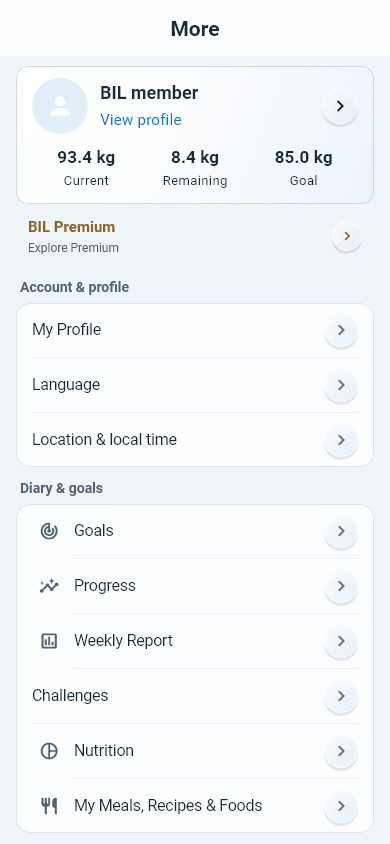 More
BIL member
View profile
93.4 kg 8.4 kg 85.0 kg
Current Remaining Goal
BIL Premium
Explore Premium
Account & profile
My Profile
Language
Location & local time
Diary & goals
Goals
Progress
Weekly Report
Challenges
Nutrition
My Meals, Recipes & Foods